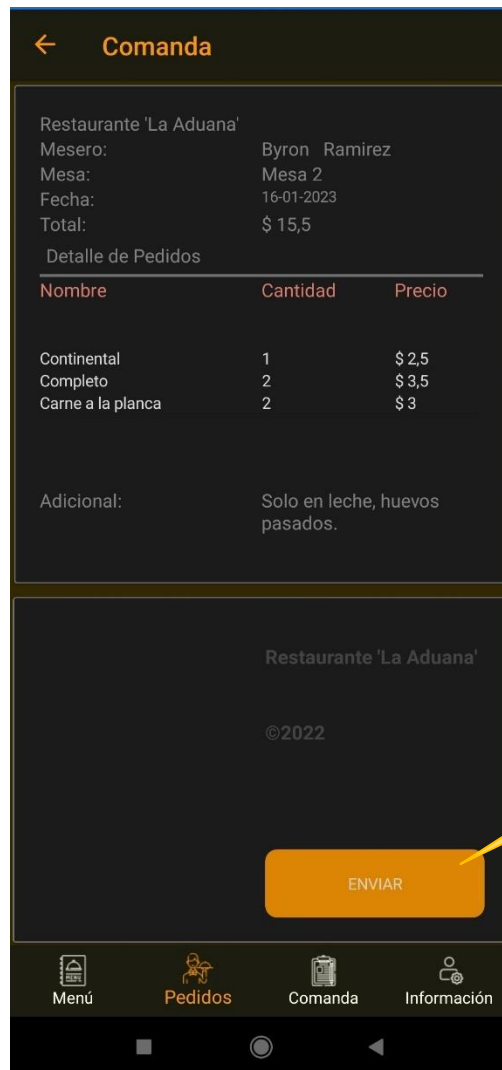 Comanda
Restaurante 'La Aduana'
Mesero: Byron Ramirez
Mesa: Mesa 2
Fecha: 16-01-2023
Total: $ 15,5
Detalle de Pedidos
Nombre Cantidad Precio
Continental 1 $ 2,5
Completo 2 $ 3,5
Carne a la planca 2 $ 3
Adicional: Solo en leche, huevos
pasados.
Restaurante 'La Aduana'
©2022
ENVIAR
Menú Pedidos Comanda Información